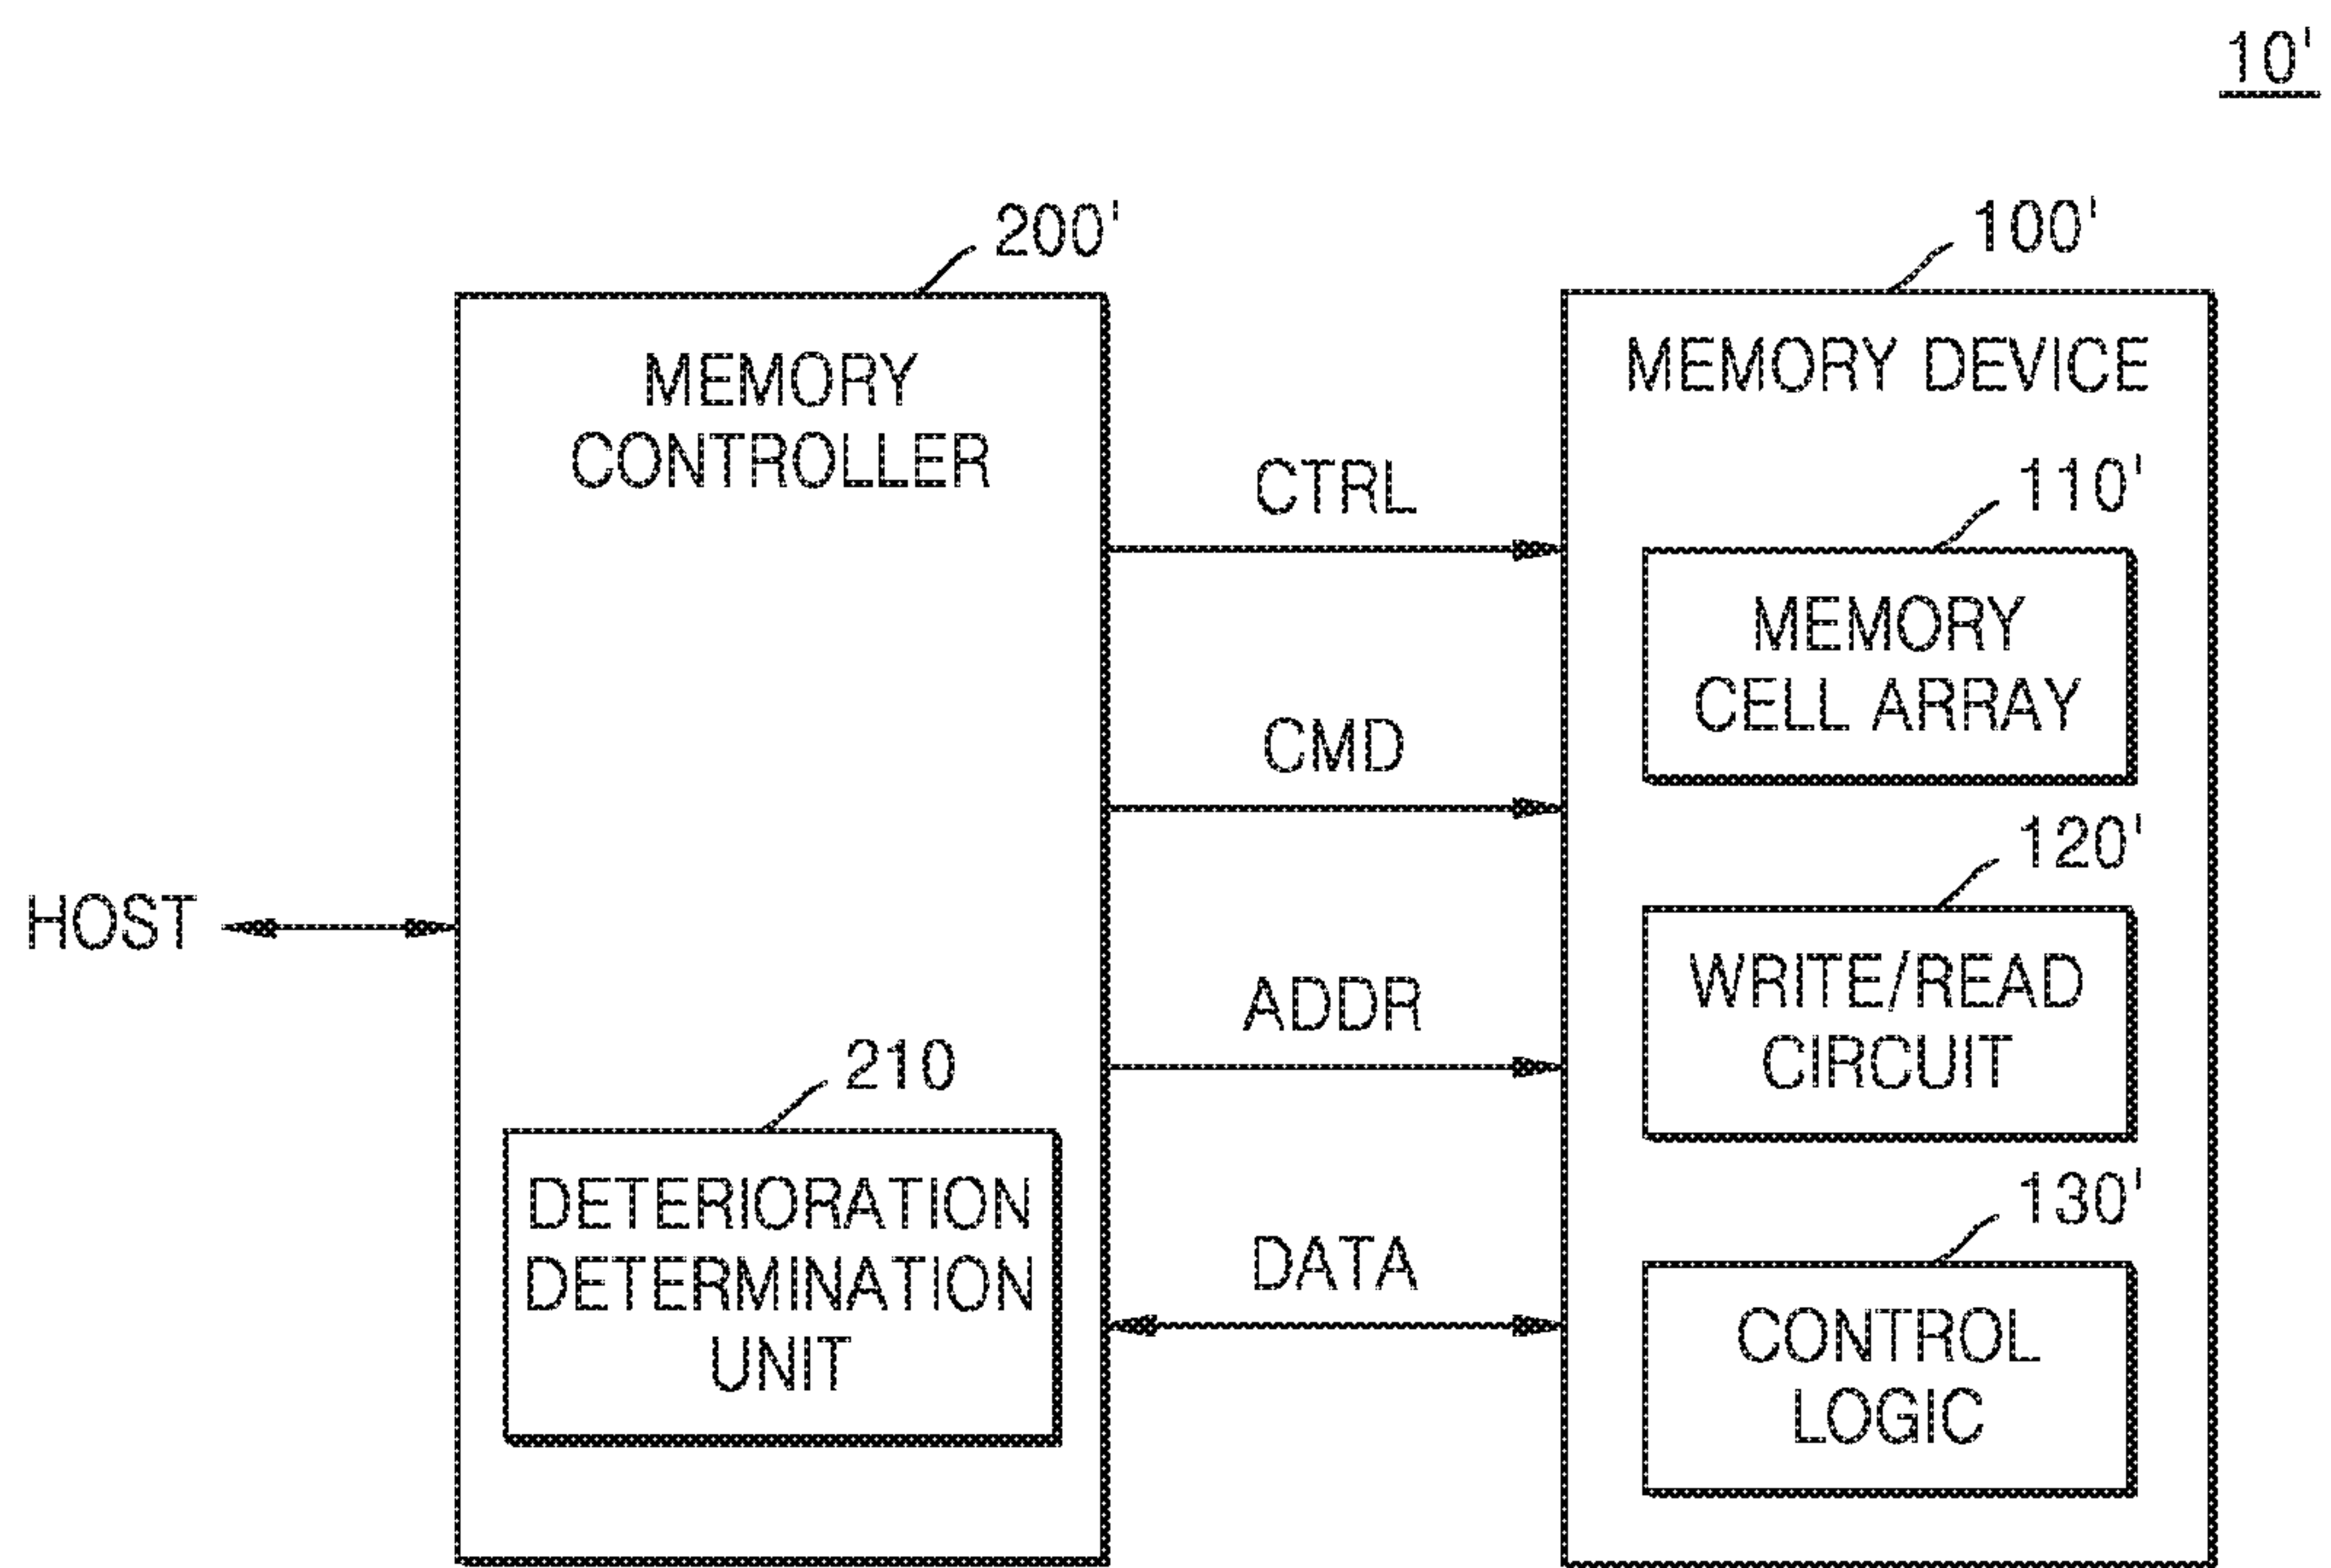 10'
200'
100'
MEMORY
CONTROLLER
MEMORY DEVICE
CTRL
110'
MEMORY
CELL ARRAY
CMD
120'
HOST
WRITE/READ
CIRCUIT
ADDR
210
DETERIORATION
DETERMINATION
UNIT
130'
DATA
CONTROL
LOGIC